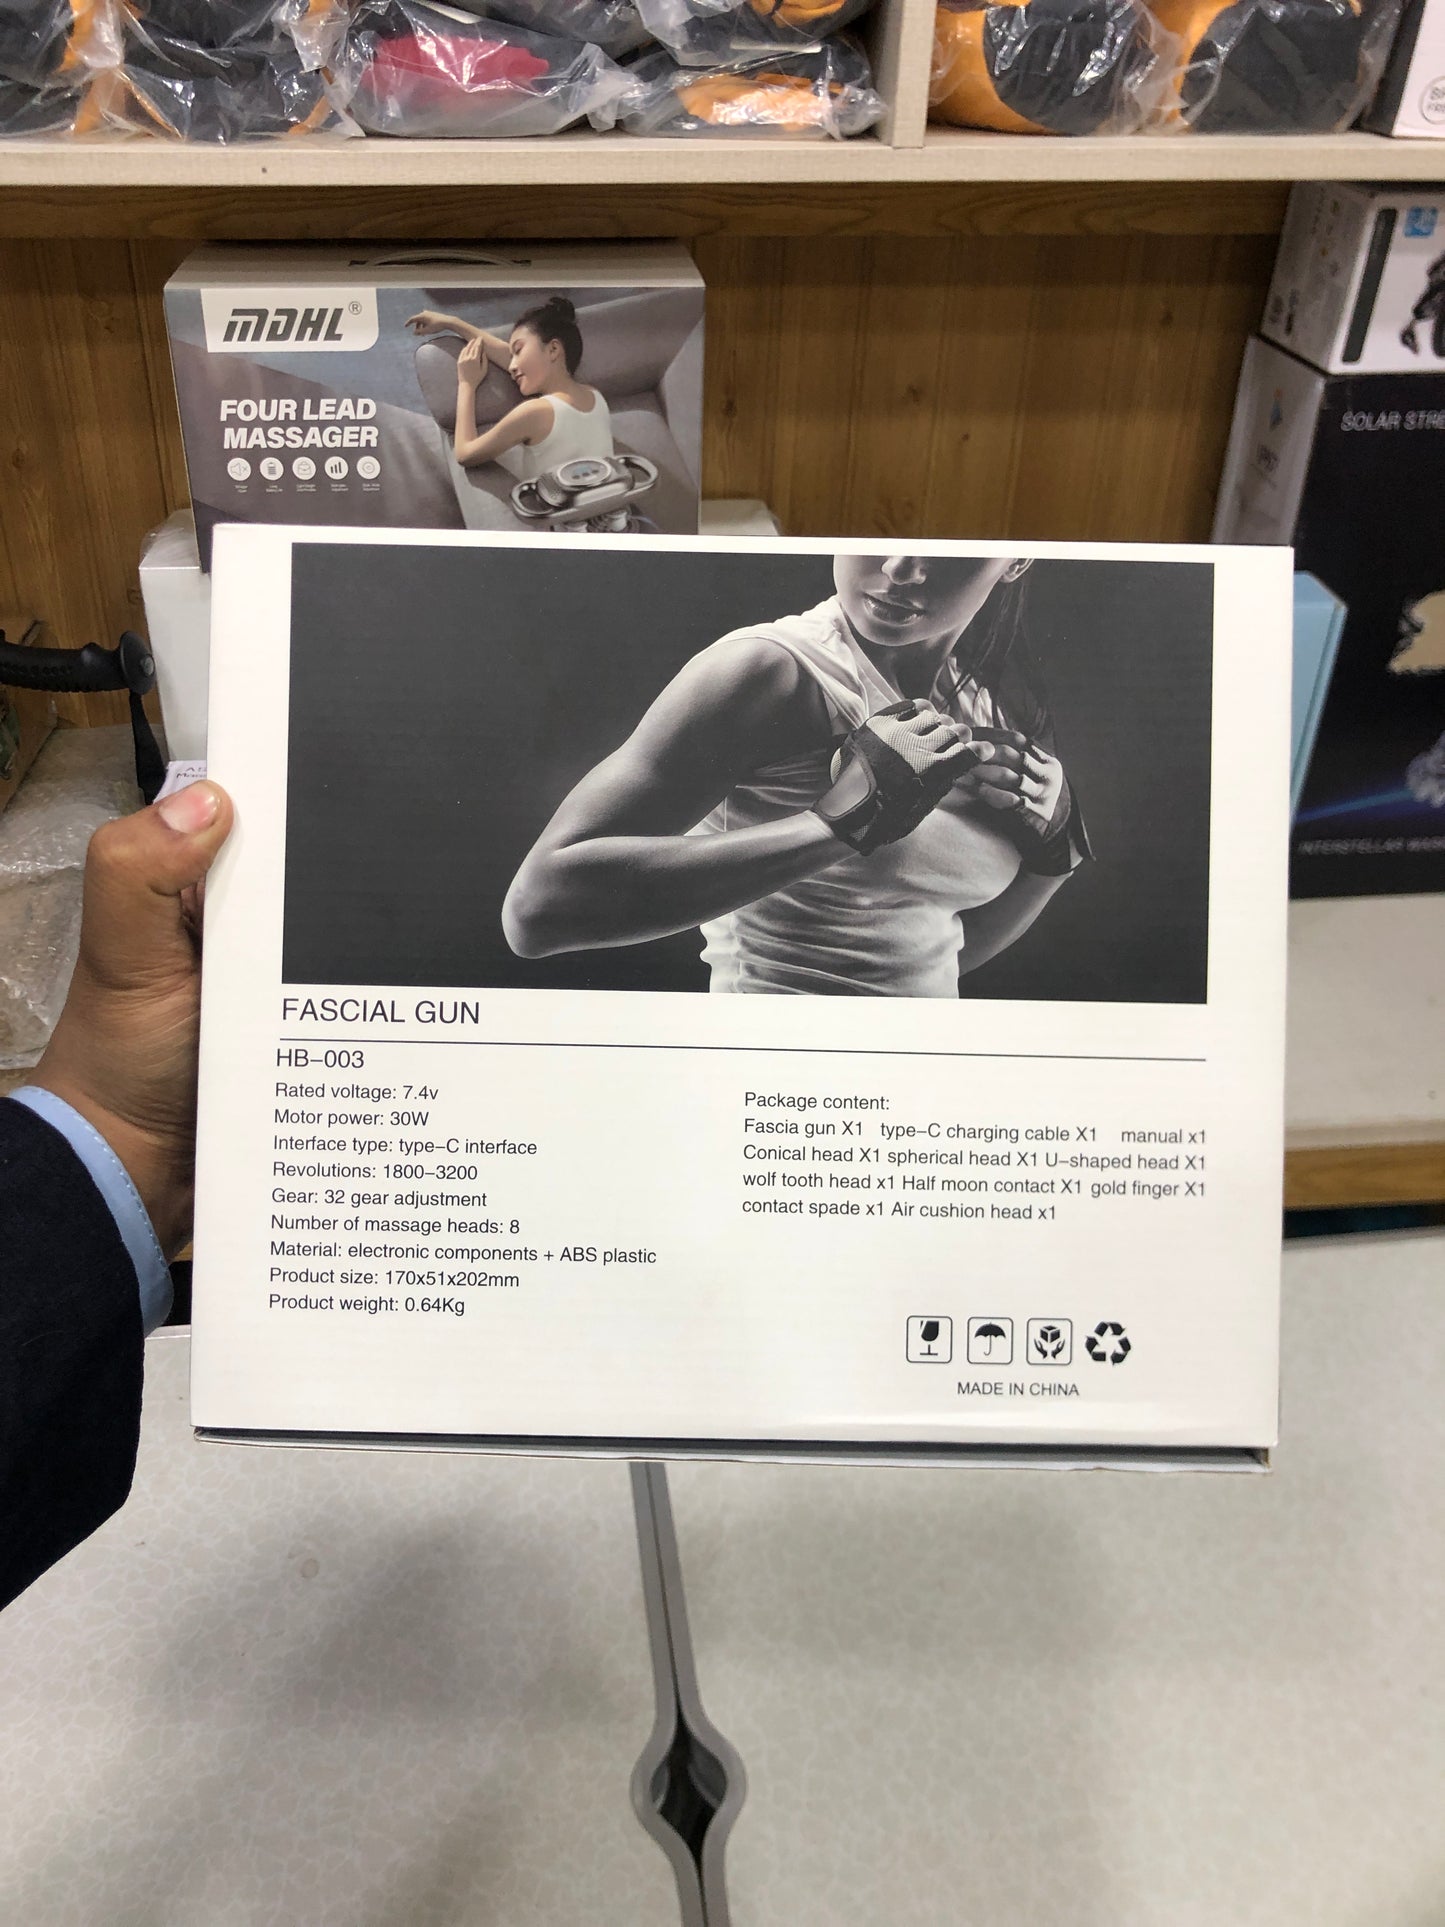 MDHL®
FOUR LEAD
MASSAGER
SOLAR STRE
FASCIAL GUN
HB–003
Rated voltage: 7.4v
Motor power: 30W
Interface type: type–C interface
Revolutions: 1800–3200
Gear: 32 gear adjustment
Number of massage heads: 8
Material: electronic components + ABS plastic
Product size: 170x51x202mm
Product weight: 0.64Kg
Package content:
Fascia gun X1 type–C charging cable X1 manual x1
Conical head X1 spherical head X1 U–shaped head X1
wolf tooth head x1 Half moon contact X1 gold finger X1
contact spade x1 Air cushion head x1
MADE IN CHINA